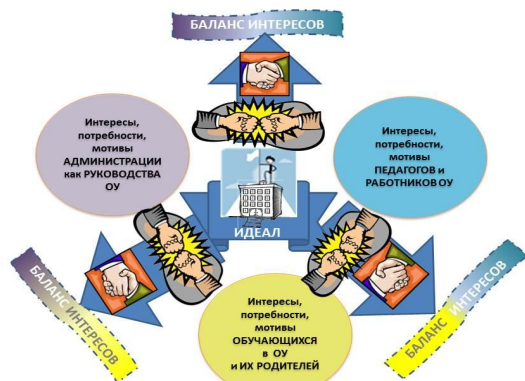 БАЛАНС ИНТЕРЕСОВ
Интересы,
потребности,
мотивы
АДМИНИСТРАЦИИ
как РУКОВОДСТВА
ОУ
Интересы,
потребности,
мотивы
ПЕДАГОГОВ и
РАБОТНИКОВ ОУ
ИДЕАЛ
БАЛАНС ИНТЕРЕСОВ
Интересы,
потребности,
мотивы
ОБУЧАЮЩИХСЯ
в ОУ
и ИХ РОДИТЕЛЕЙ
БАЛАНС ИНТЕРЕСОВ